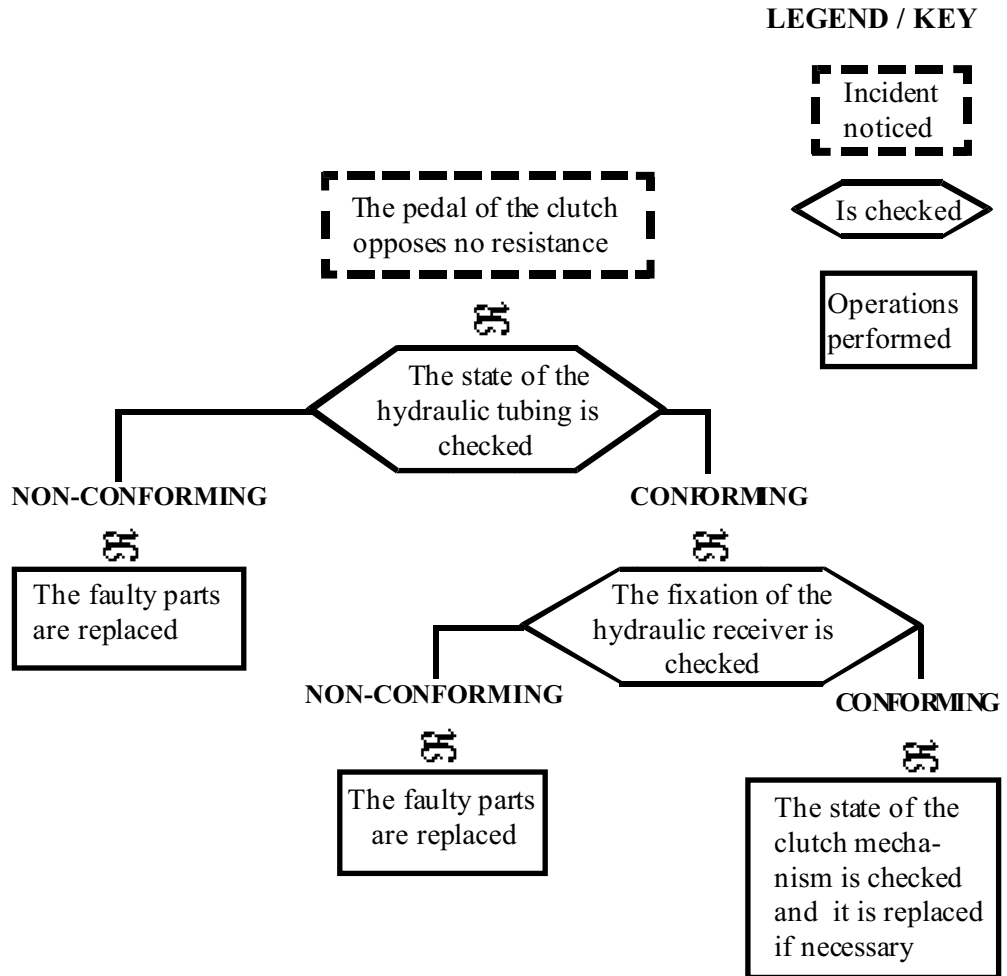 LEGEND / KEY
Incident
noticed
Is checked
Operations
performed
The pedal of the clutch
opposes no resistance
ℜ
The state of the
hydraulic tubing is
checked
NON-CONFORMING
CONFORMING
ℜ
ℜ
The faulty parts
are replaced
The fixation of the
hydraulic receiver is
checked
NON-CONFORMING
CONFORMING
ℜ
ℜ
The faulty parts
are replaced
The state of the
clutch mecha-
nism is checked
and it is replaced
if necessary